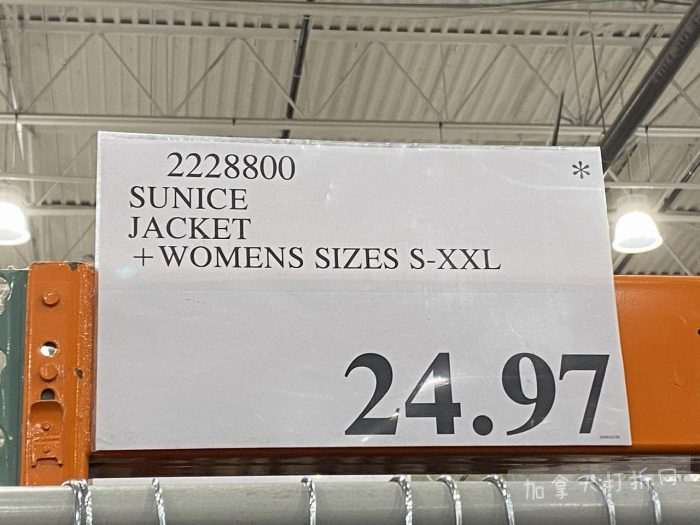 2228800
*
SUNICE
JACKET
+WOMENS SIZES S-XXL
24.97
加拿大打折网